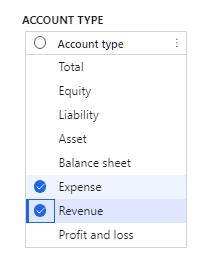 ACCOUNT TYPE
Account type
Total
Equity
Liability
Asset
Balance sheet
Expense
Revenue
Profit and loss